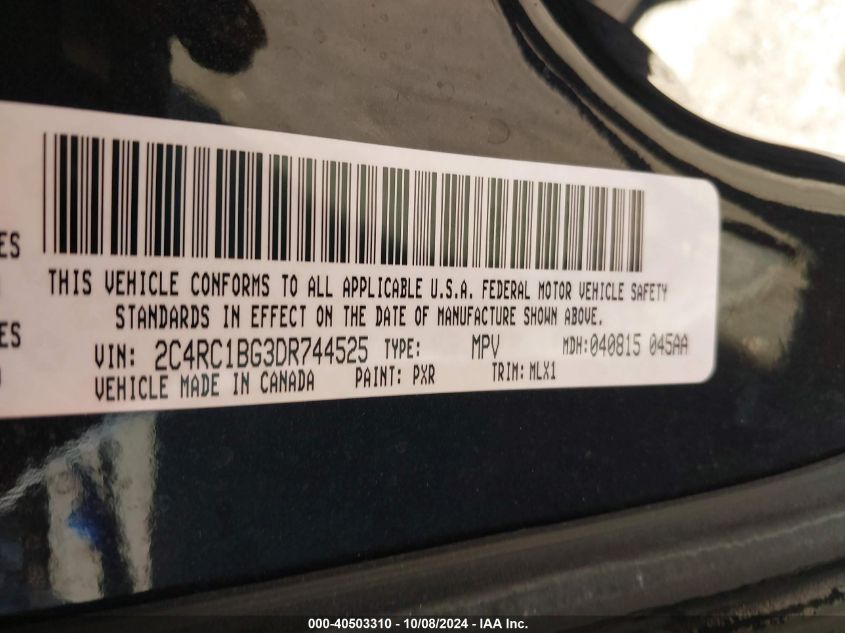 ES
THIS VEHICLE CONFORMS TO ALL APPLICABLE U.S.A. FEDERAL MOTOR VEHICLE SAFETY
STANDARDS IN EFFECT ON THE DATE OF MANUFACTURE SHOWN ABOVE.
ES
VIN: 2C4RC1BG3DR744525 TYPE: MPV MDH:040815 045AA
VEHICLE MADE IN CANADA PAINT: PXR TRIM: MLX1
000-40503310 - 10/08/2024 - IAA Inc.